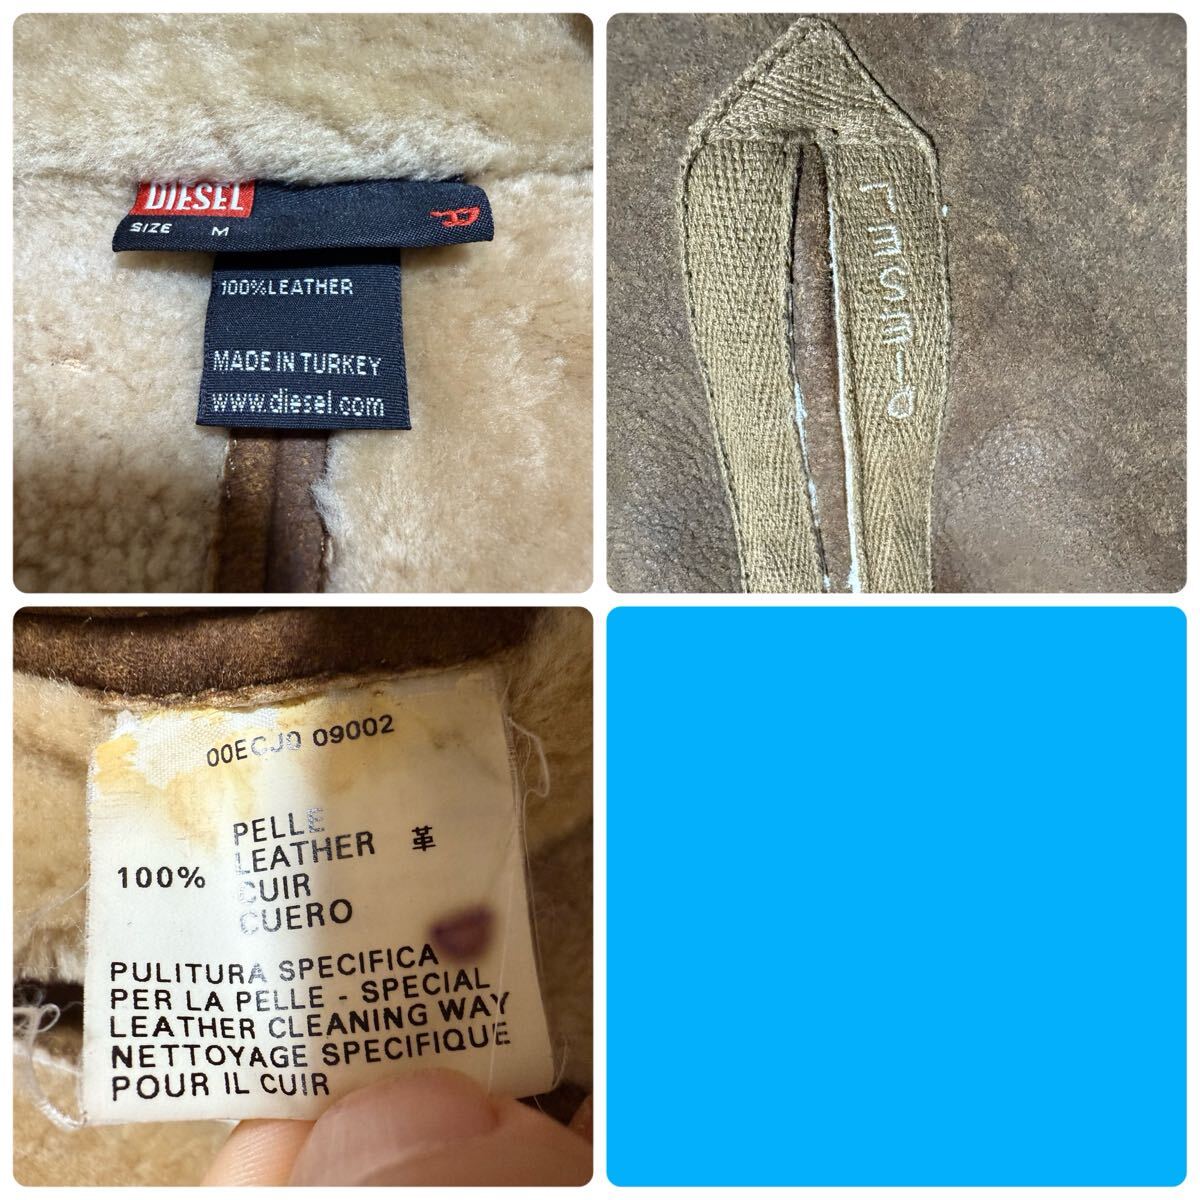 DIESEL
SIZE M
100%LEATHER
MADE IN TURKEY
www.diesel.com
00ECJ0 09002
100%
PELLE
LEATHER 革
CUIR
CUERO
PULITURA SPECIFICA
PER LA PELLE - SPECIAL
LEATHER CLEANING WAY
NETTOYAGE SPECIFIQUE
POUR IL CUIR